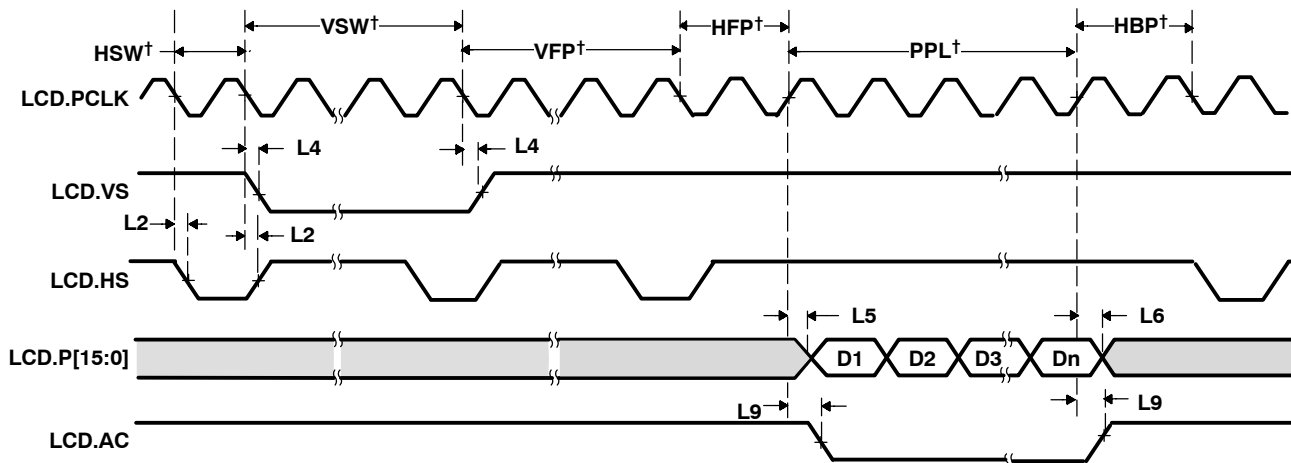 HSW†
VSW†
VFP†
HFP†
PPL†
HBP†
LCD.PCLK
L4
L4
LCD.VS
L2
L2
LCD.HS
L5
L6
LCD.P[15:0]
D1
D2
D3
Dn
L9
L9
LCD.AC